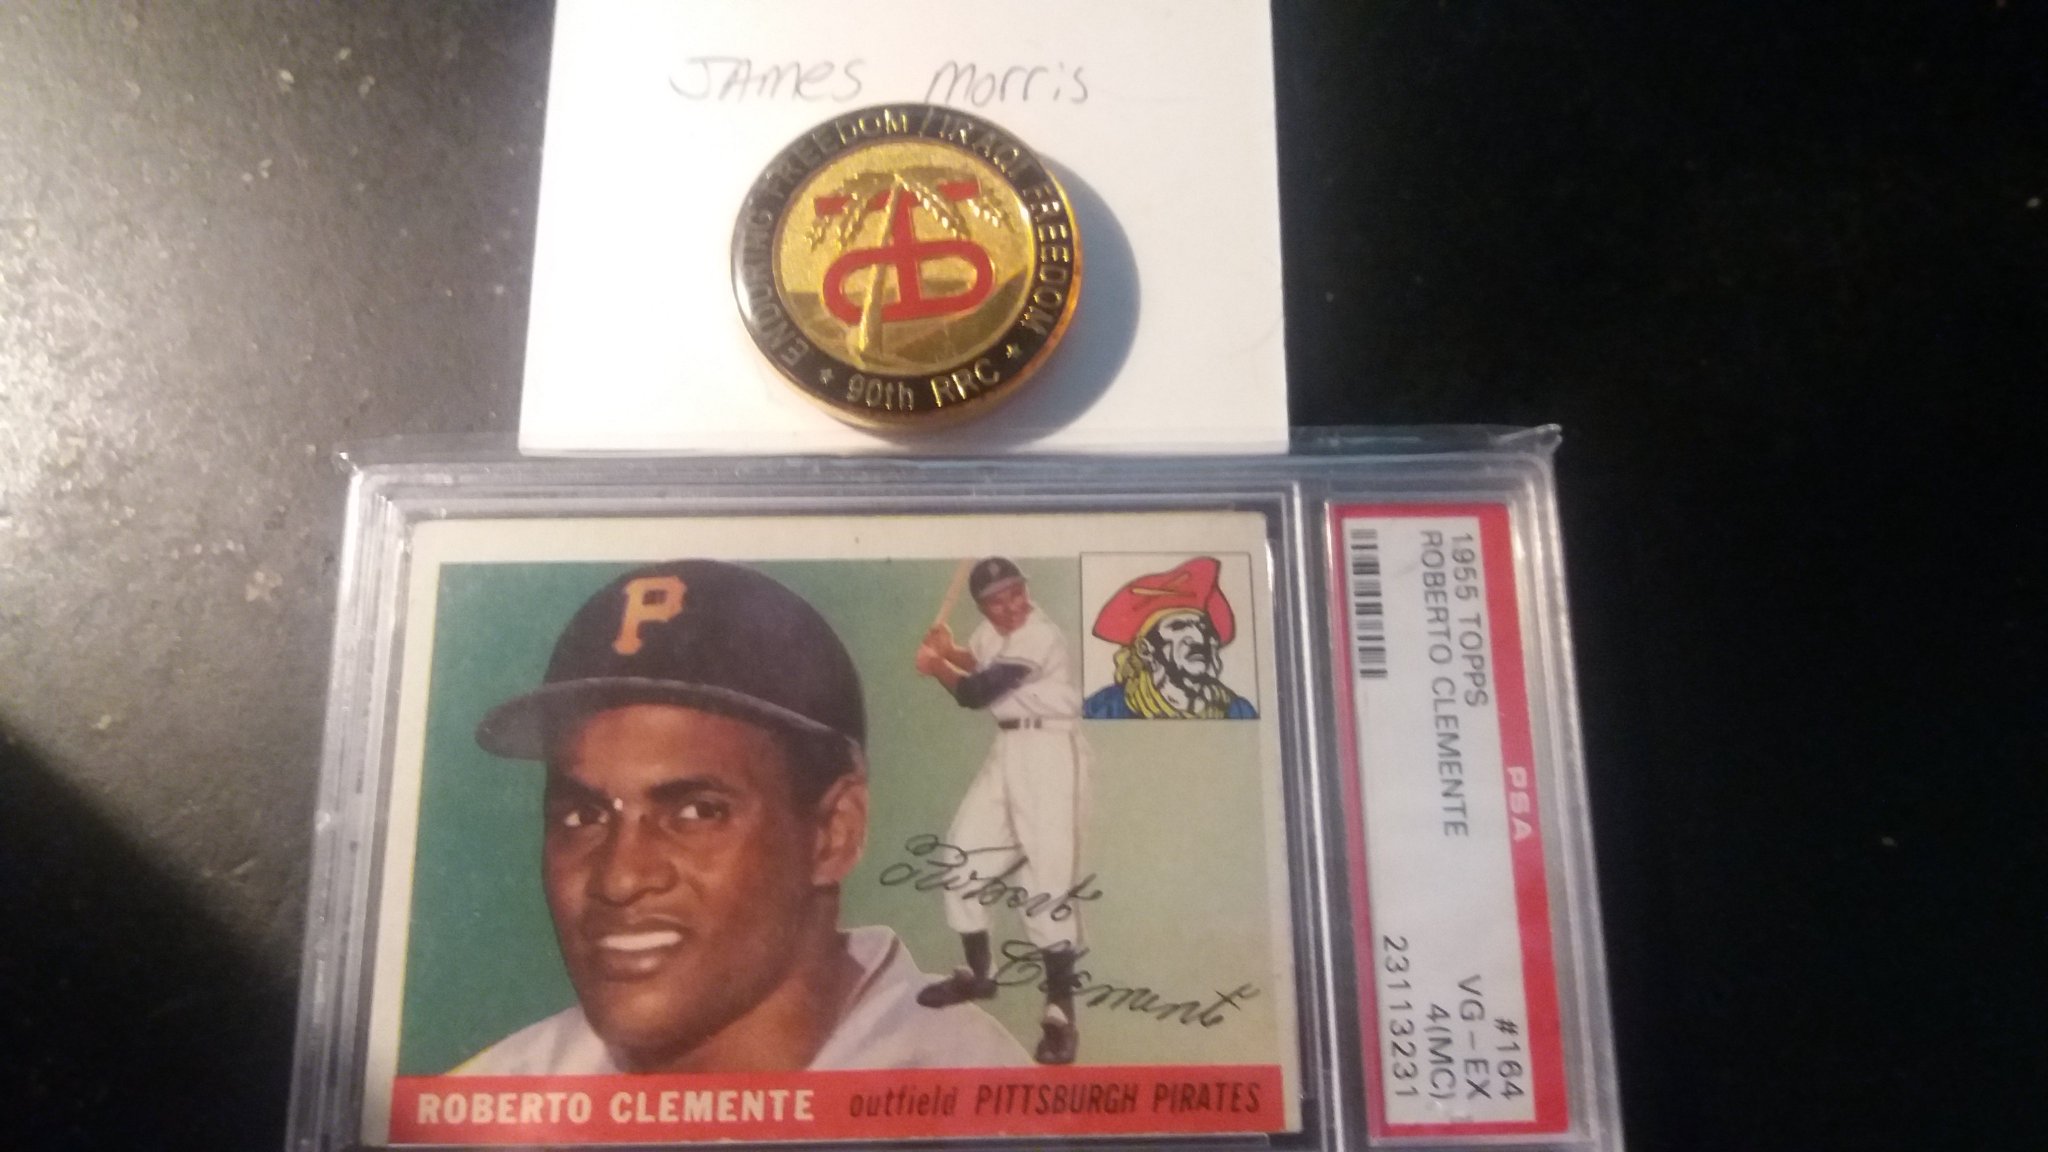 JAmes morris
ENDURING FREEDOM / IRAQI FREEDOM
* 90th RRC *
P
Roberto
Clemente
ROBERTO CLEMENTE outfield PITTSBURGH PIRATES
PSA
1955 TOPPS #164
ROBERTO CLEMENTE VG-EX
4(MC)
23113231